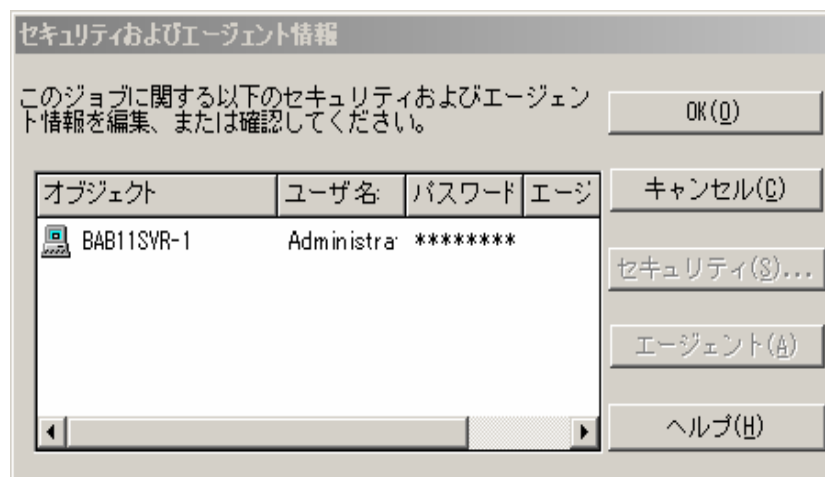 セキュリティおよびエージェント情報
このジョブに関する以下のセキュリティおよびエージェン
ト情報を編集、または確認してください。
OK(O)
キャンセル(C)
セキュリティ(S)...
エージェント(A)
ヘルプ(H)
オブジェクト ユーザ名: パスワード エージ
BAB11SVR-1 Administra ********